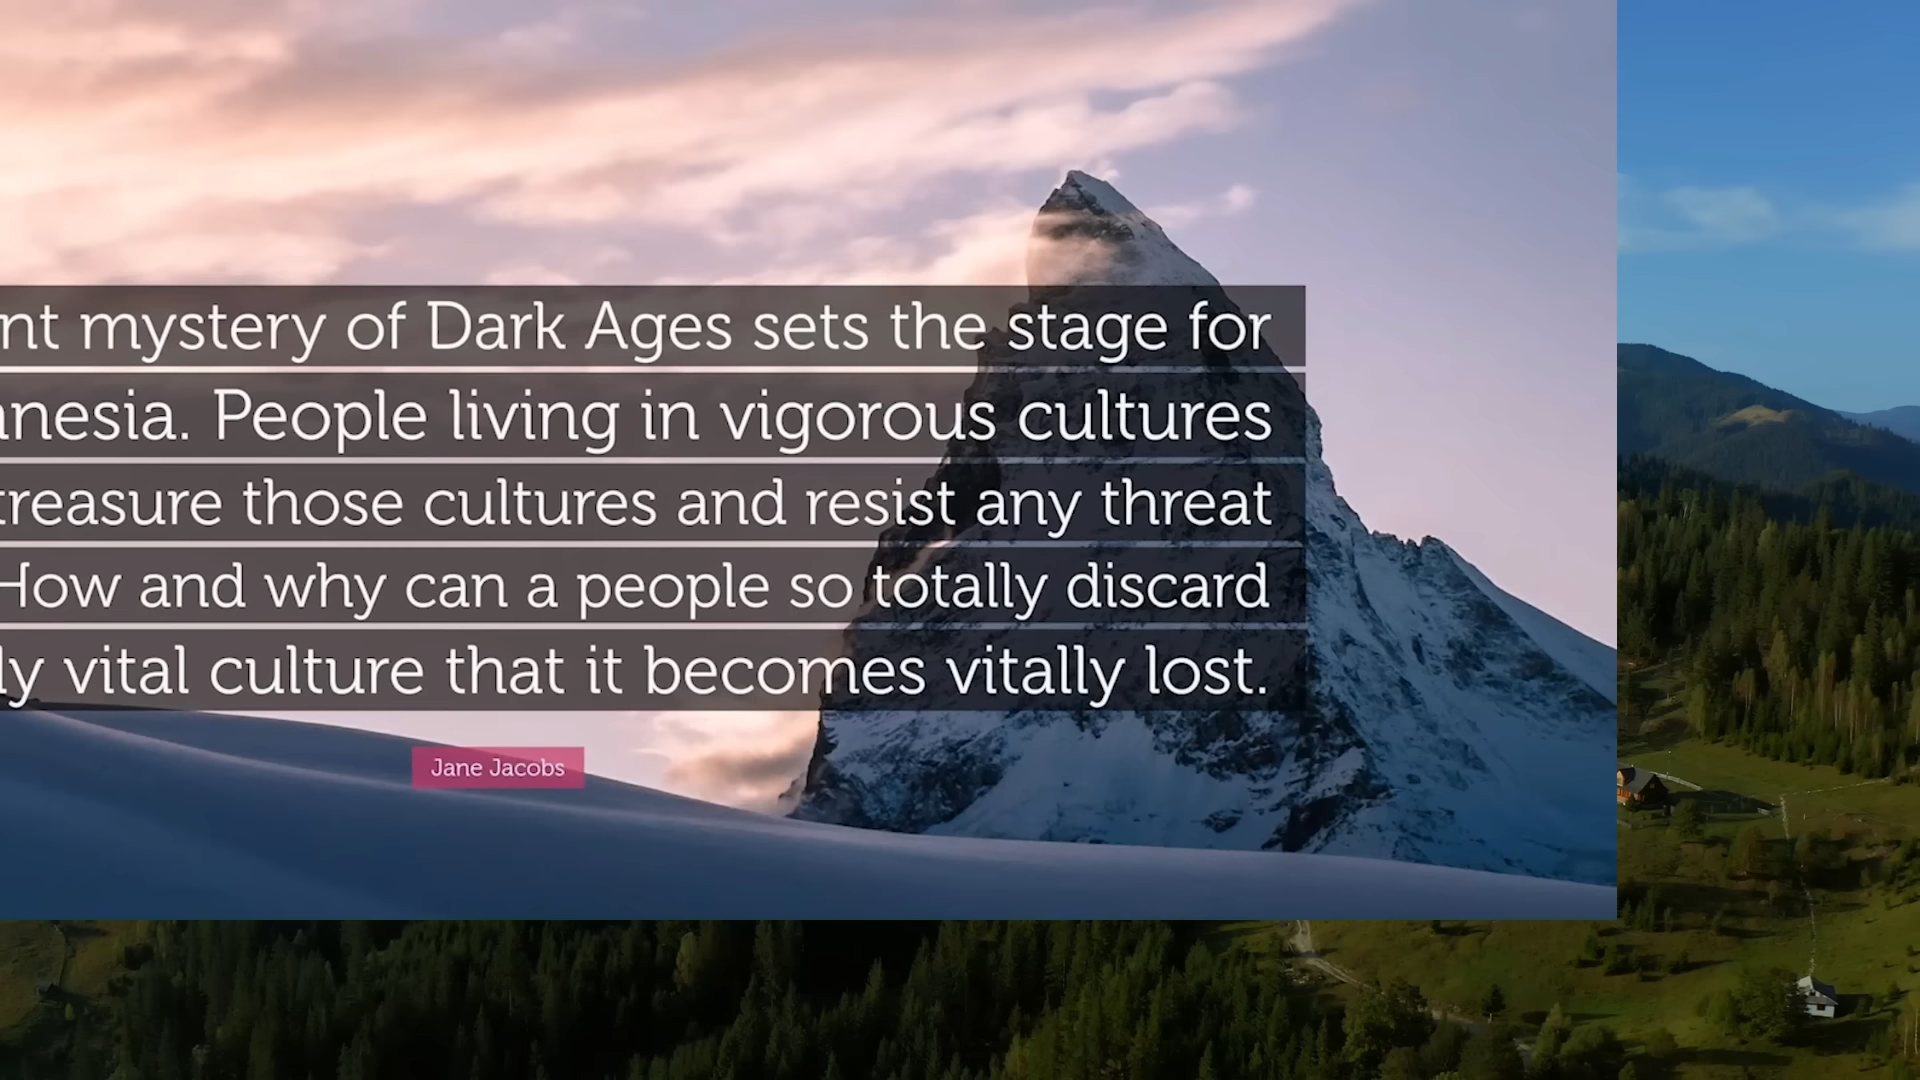 nt mystery of Dark Ages sets the stage for
nesia. People living in vigorous cultures
treasure those cultures and resist any threat
How and why can a people so totally discard
ly vital culture that it becomes vitally lost.
Jane Jacobs